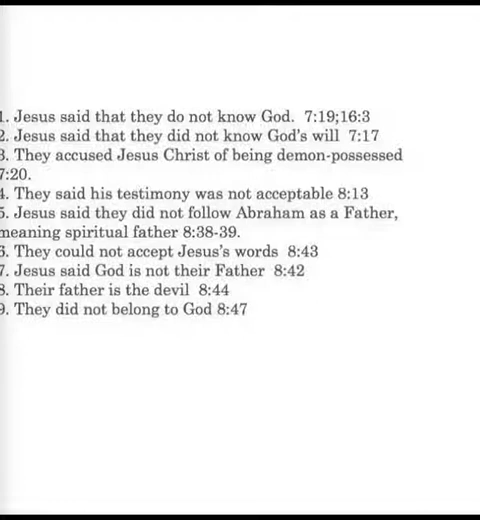 1. Jesus said that they do not know God. 7:19;16:3
2. Jesus said that they did not know God's will 7:17
3. They accused Jesus Christ of being demon-possessed
7:20.
4. They said his testimony was not acceptable 8:13
5. Jesus said they did not follow Abraham as a Father,
meaning spiritual father 8:38-39.
6. They could not accept Jesus's words 8:43
7. Jesus said God is not their Father 8:42
8. Their father is the devil 8:44
9. They did not belong to God 8:47